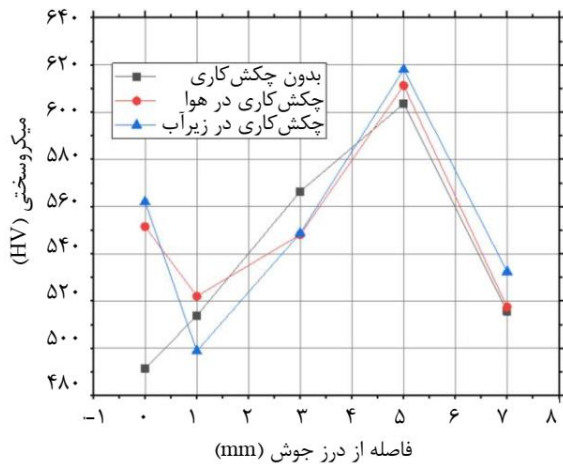 ۶۴۰
۶۲۰
۶۰۰
۵۸۰
۵۶۰
۵۴۰
۵۲۰
۵۰۰
۴۸۰
میکروسختی (HV)
بدون چکش‌کاری
چکش‌کاری در هوا
چکش‌کاری در زیرآب
-۱ ۰ ۱ ۲ ۳ ۴ ۵ ۶ ۷ ۸
فاصله از درز جوش (mm)